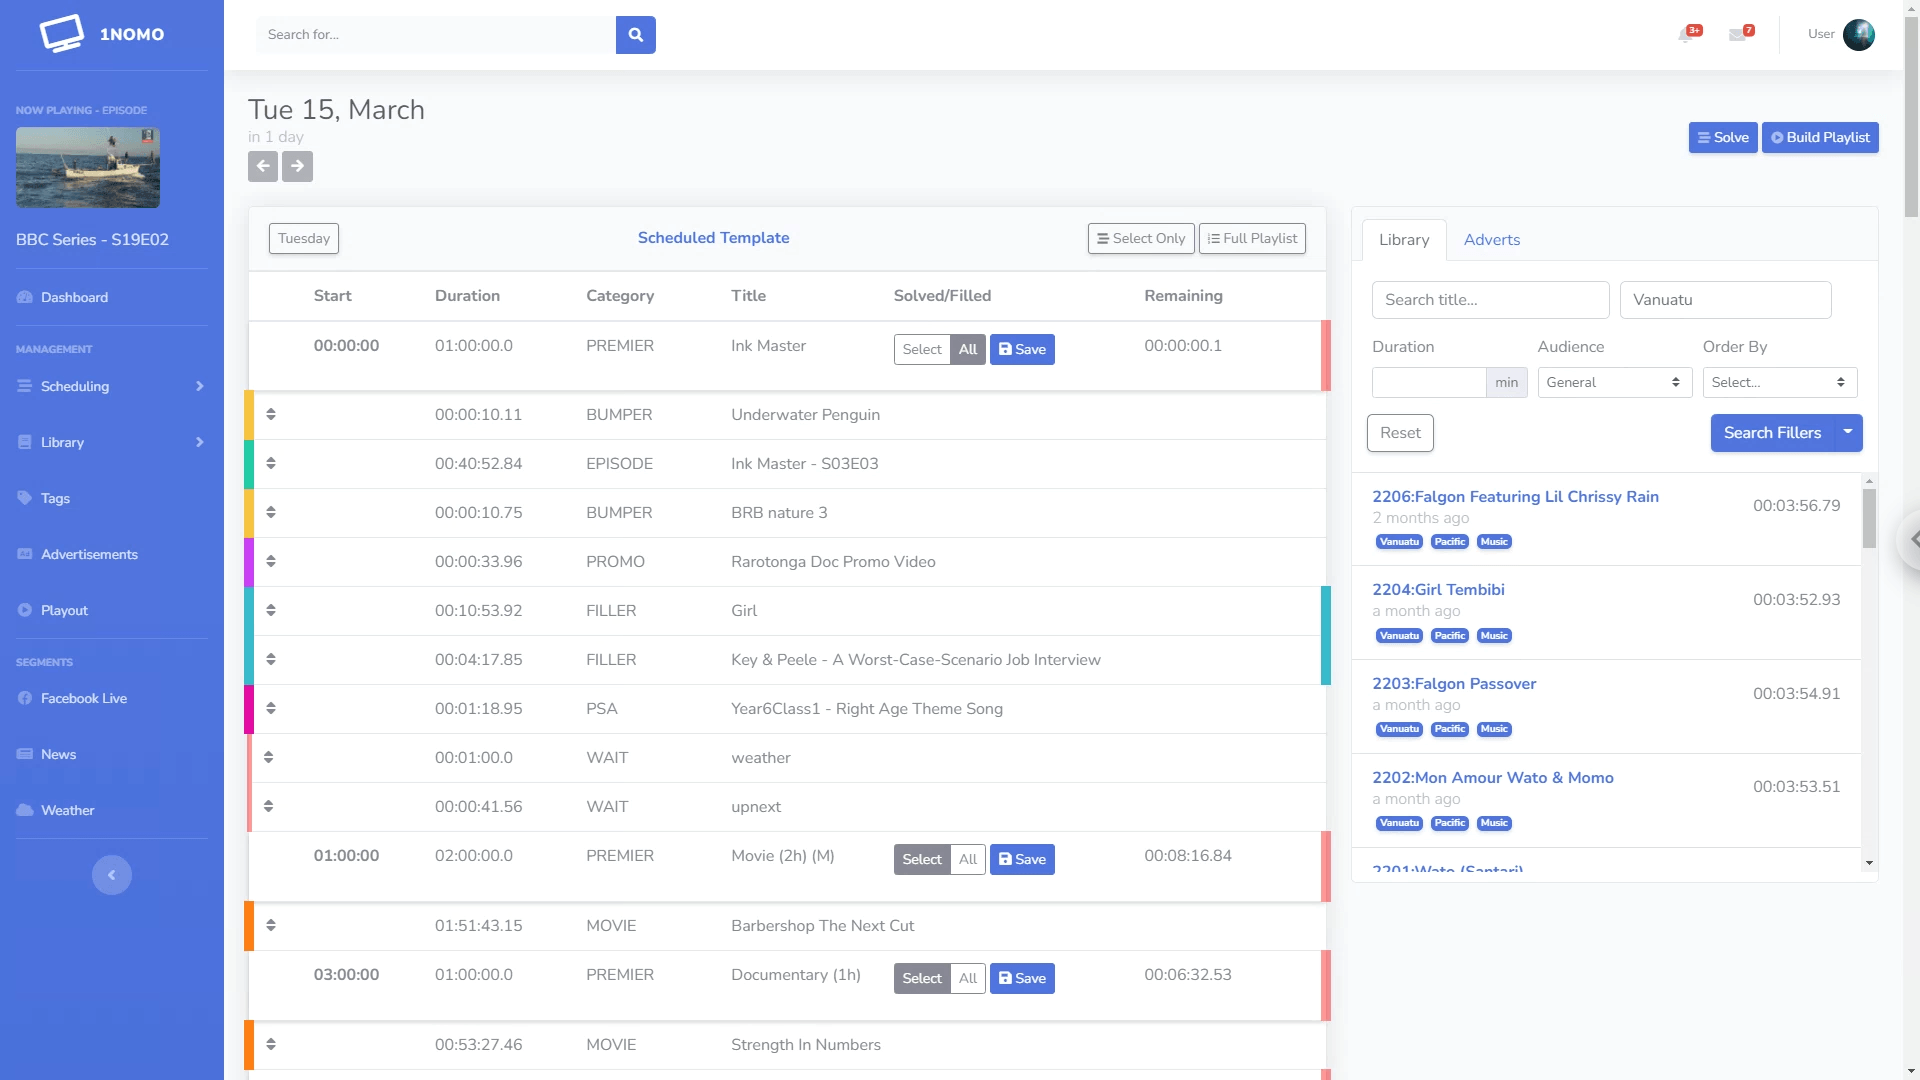 1NOMO
Search for...
3+
7
User
NOW PLAYING - EPISODE
BBC Series - S19E02
Dashboard
MANAGEMENT
Scheduling
Library
Tags
Advertisements
Playout
SEGMENTS
Facebook Live
News
Weather
Tue 15, March
in 1 day
Solve
Build Playlist
Tuesday
Scheduled Template
Select Only
Full Playlist
Start Duration Category Title Solved/Filled Remaining
00:00:00 01:00:00.0 PREMIER Ink Master Select All Save 00:00:00.1
00:00:10.11 BUMPER Underwater Penguin
00:40:52.84 EPISODE Ink Master - S03E03
00:00:10.75 BUMPER BRB nature 3
00:00:33.96 PROMO Rarotonga Doc Promo Video
00:10:53.92 FILLER Girl
00:04:17.85 FILLER Key & Peele - A Worst-Case-Scenario Job Interview
00:01:18.95 PSA Year6Class1 - Right Age Theme Song
00:01:00.0 WAIT weather
00:00:41.56 WAIT upnext
01:00:00 02:00:00.0 PREMIER Movie (2h) (M) Select All Save 00:08:16.84
01:51:43.15 MOVIE Barbershop The Next Cut
03:00:00 01:00:00.0 PREMIER Documentary (1h) Select All Save 00:06:32.53
00:53:27.46 MOVIE Strength In Numbers
Library Adverts
Search title...
Vanuatu
Duration Audience Order By
min General Select...
Reset
Search Fillers
2206:Falgon Featuring Lil Chrissy Rain 00:03:56.79
2 months ago
Vanuatu Pacific Music
2204:Girl Tembibi 00:03:52.93
a month ago
Vanuatu Pacific Music
2203:Falgon Passover 00:03:54.91
a month ago
Vanuatu Pacific Music
2202:Mon Amour Wato & Momo 00:03:53.51
a month ago
Vanuatu Pacific Music
2201:Wato (Santari)